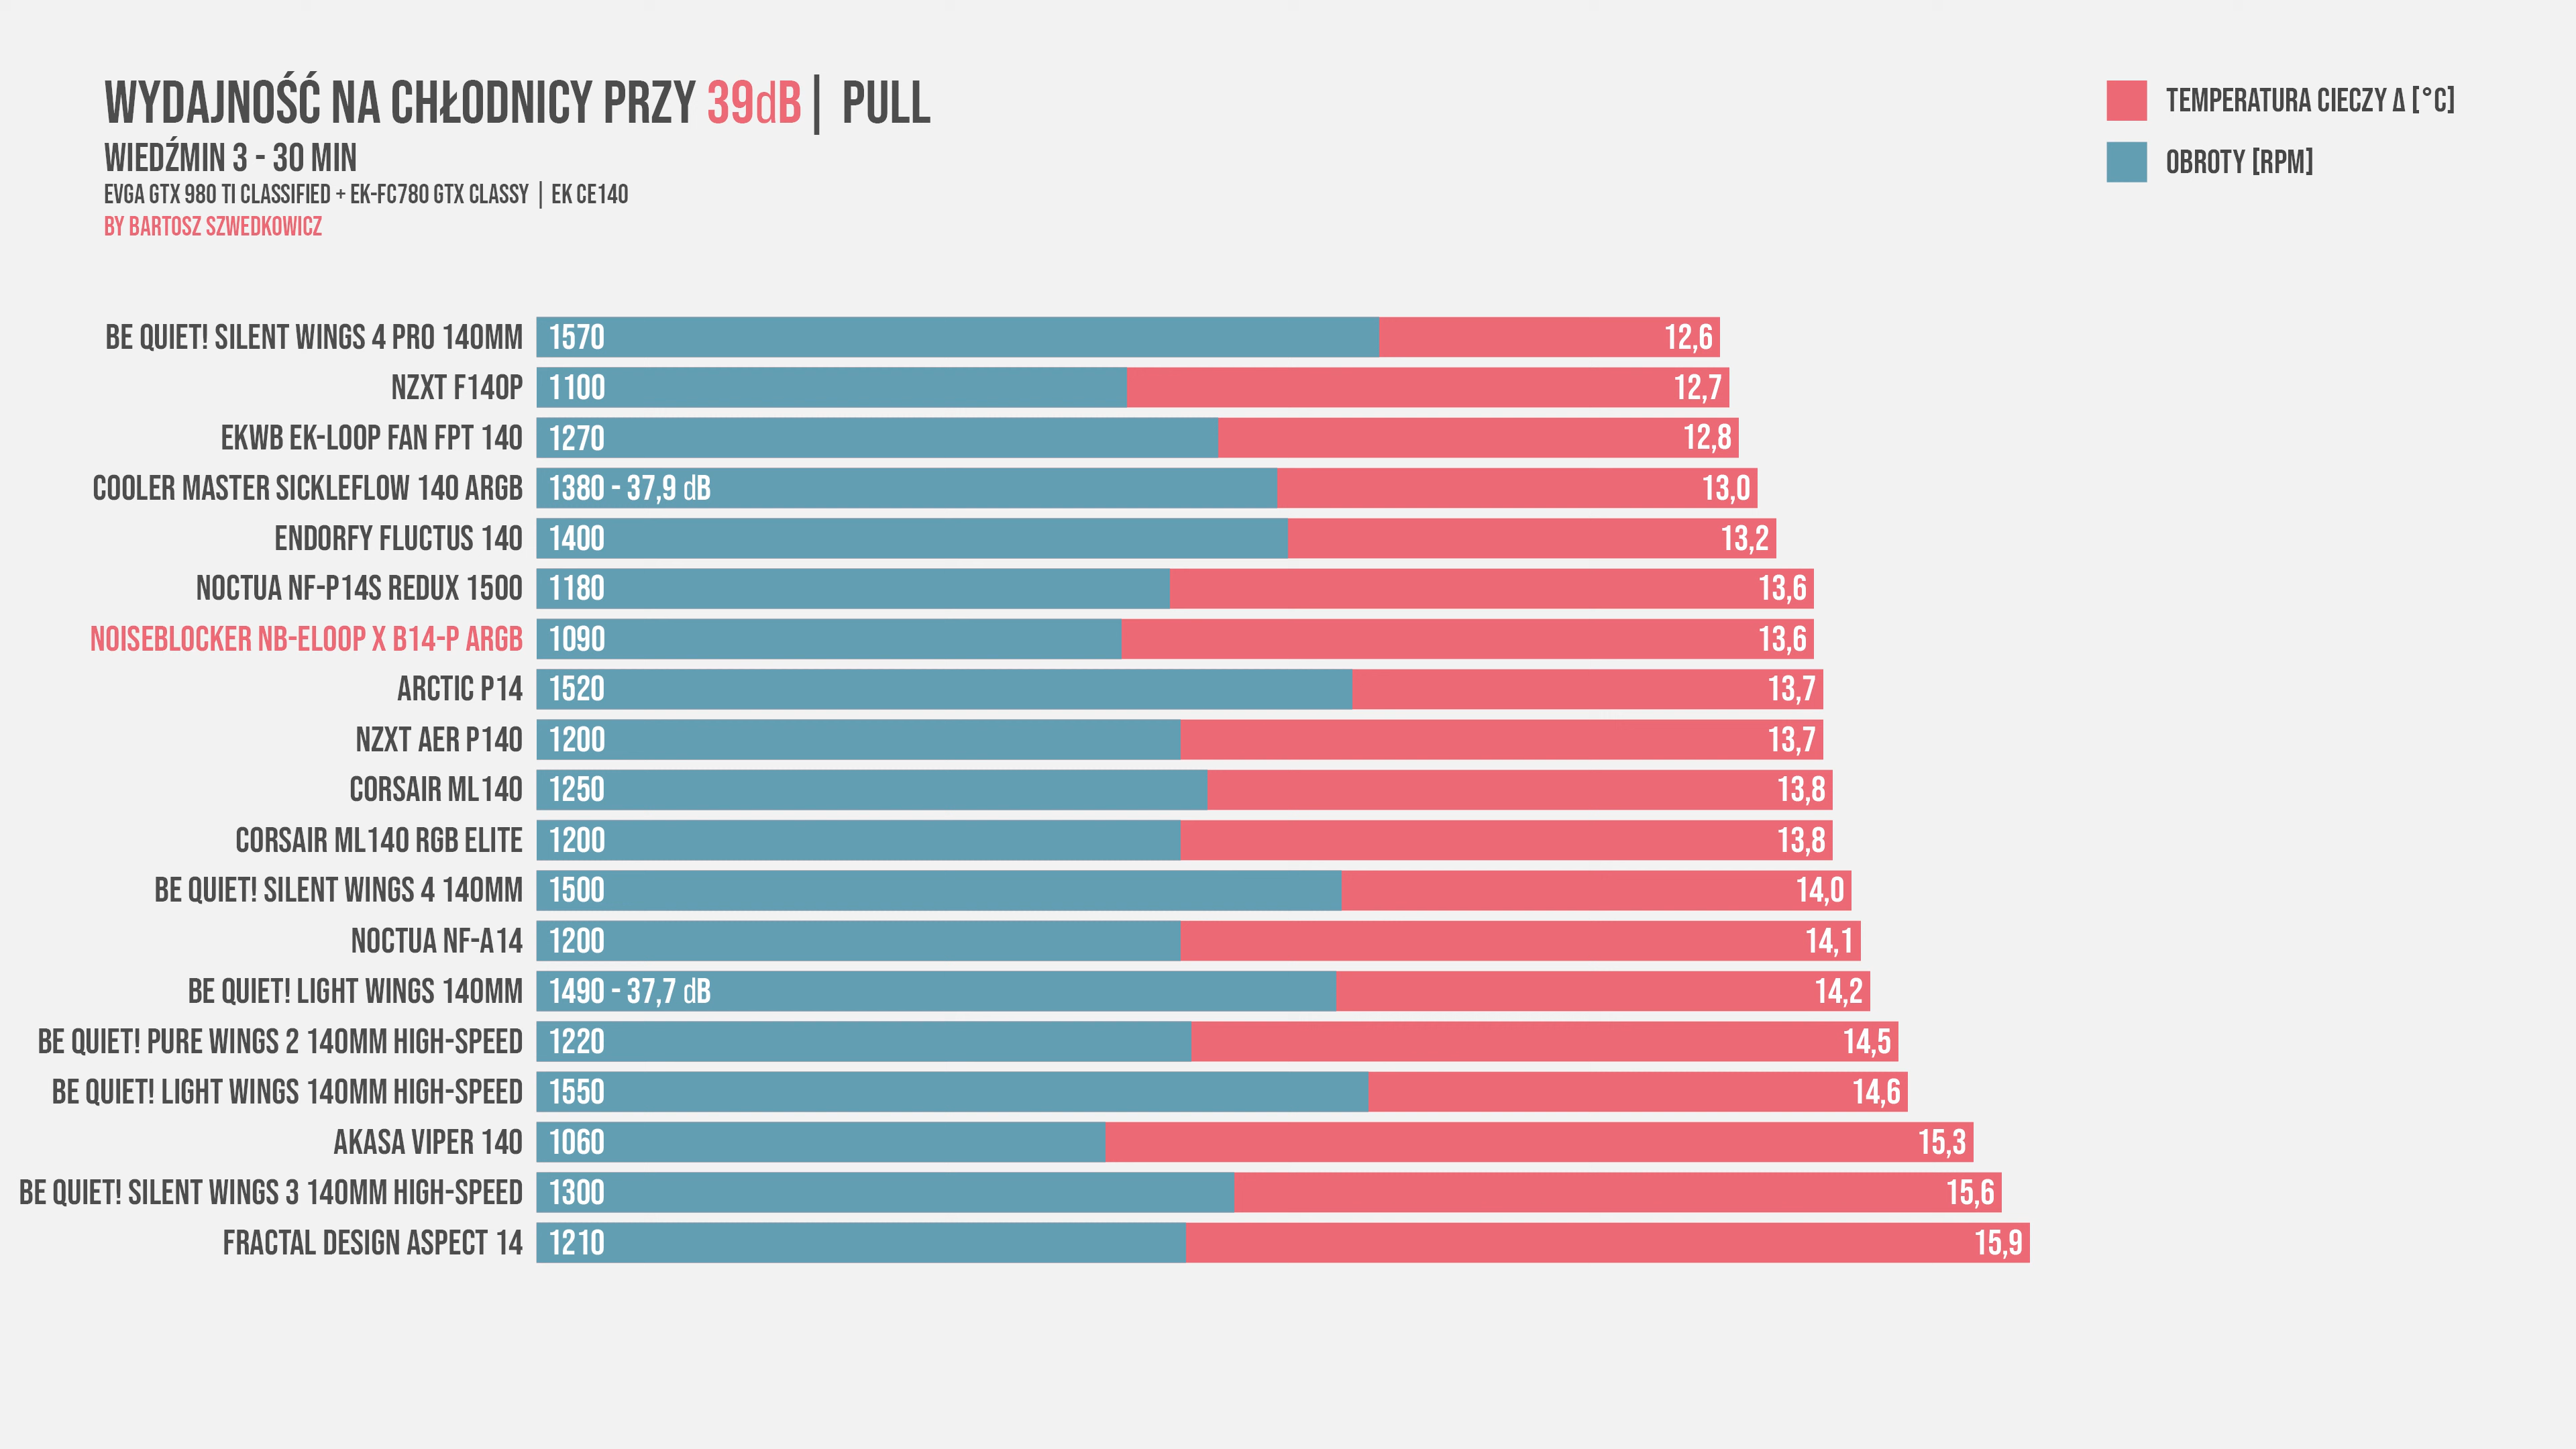 WYDAJNOŚĆ NA CHŁODNICY PRZY 39dB | PULL
WIEDŹMIN 3 - 30 MIN
EVGA GTX 980 TI CLASSIFIED + EK-FC780 GTX CLASSY | EK CE140
BY BARTOSZ SZWEDKOWICZ
TEMPERATURA CIECZY Δ [°C]
OBROTY [RPM]
BE QUIET! SILENT WINGS 4 PRO 140MM 1570 12,6
NZXT F140P 1100 12,7
EKWB EK-LOOP FAN FPT 140 1270 12,8
COOLER MASTER SICKLEFLOW 140 ARGB 1380 - 37,9 dB 13,0
ENDORFY FLUCTUS 140 1400 13,2
NOCTUA NF-P14S REDUX 1500 1180 13,6
NOISEBLOCKER NB-ELOOP X B14-P ARGB 1090 13,6
ARCTIC P14 1520 13,7
NZXT AER P140 1200 13,7
CORSAIR ML140 1250 13,8
CORSAIR ML140 RGB ELITE 1200 13,8
BE QUIET! SILENT WINGS 4 140MM 1500 14,0
NOCTUA NF-A14 1200 14,1
BE QUIET! LIGHT WINGS 140MM 1490 - 37,7 dB 14,2
BE QUIET! PURE WINGS 2 140MM HIGH-SPEED 1220 14,5
BE QUIET! LIGHT WINGS 140MM HIGH-SPEED 1550 14,6
AKASA VIPER 140 1060 15,3
BE QUIET! SILENT WINGS 3 140MM HIGH-SPEED 1300 15,6
FRACTAL DESIGN ASPECT 14 1210 15,9